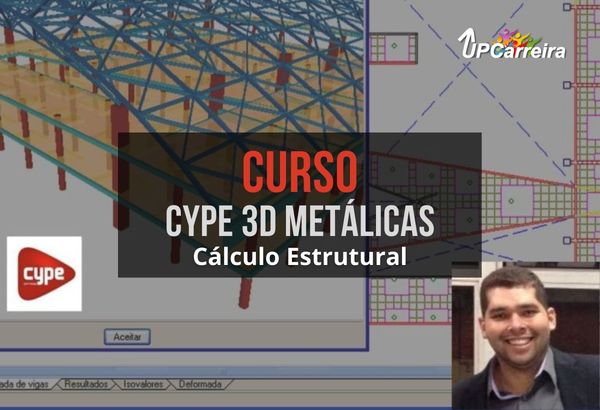 UPCarreira
CURSO
CYPE 3D METÁLICAS
Cálculo Estrutural
cype
Aceitar
ada de vigas
Resultados
Isovalores
Deformada